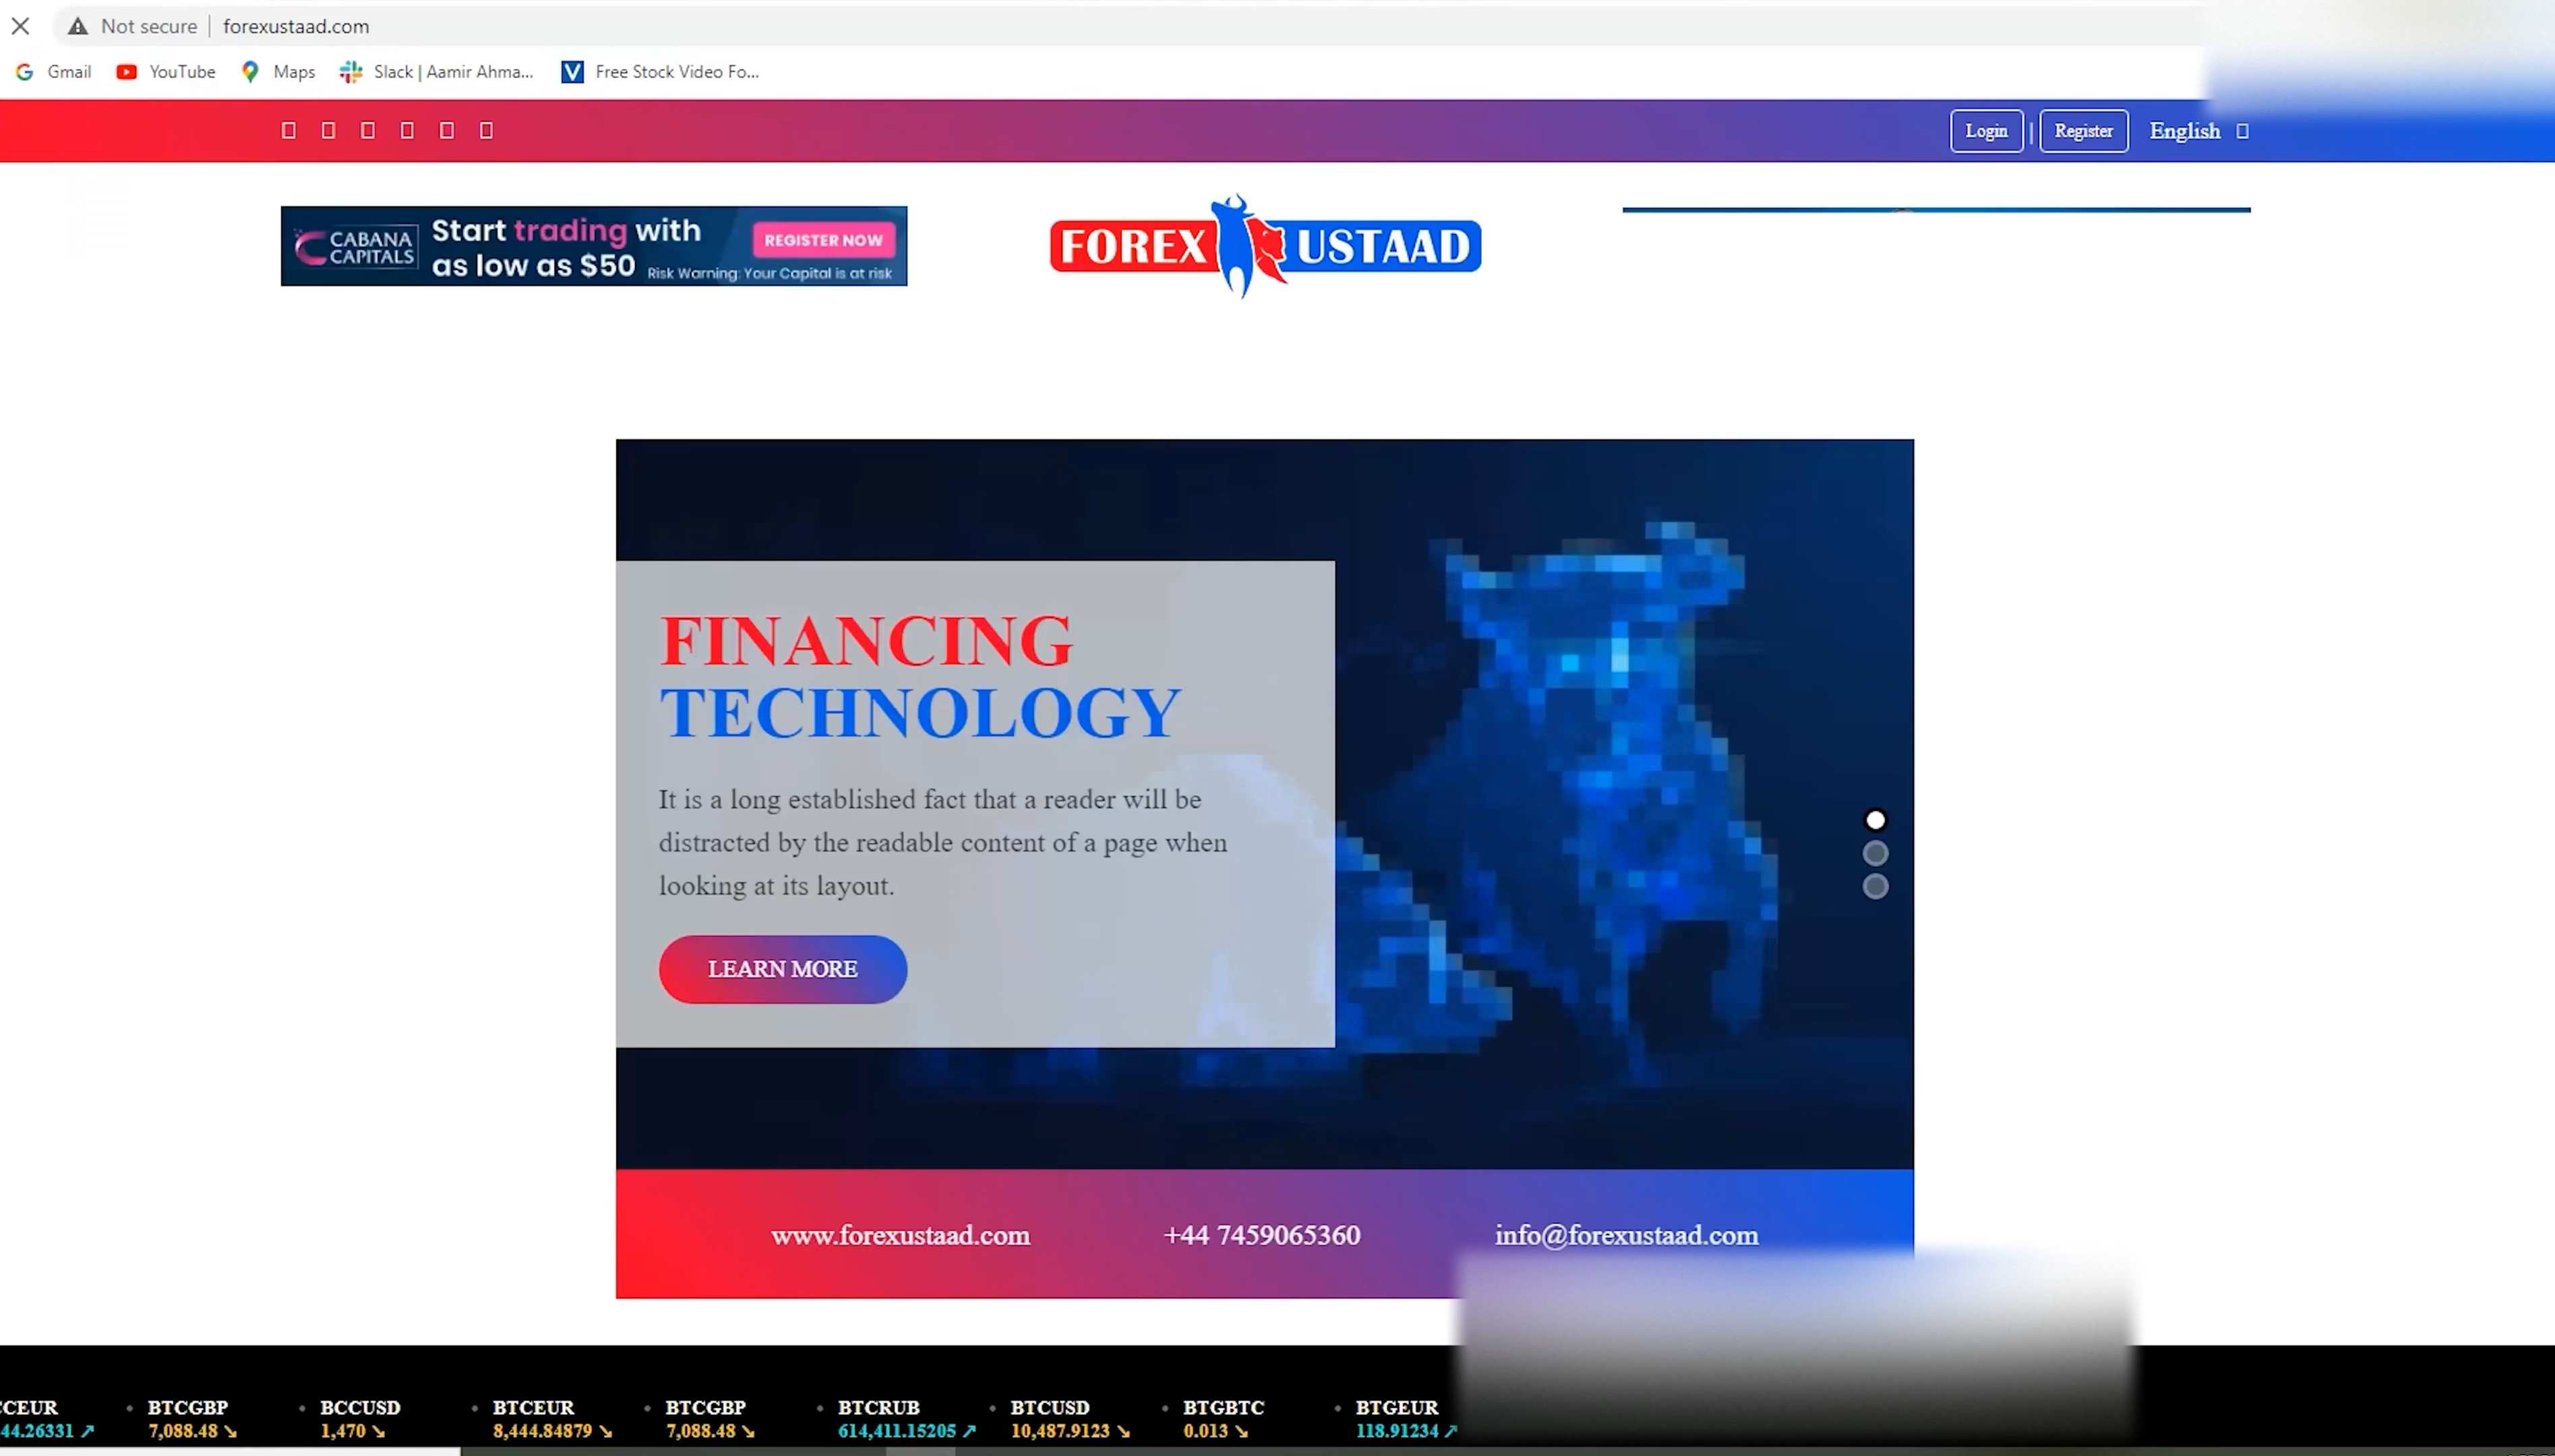 Not secure | forexustaad.com
Gmail YouTube Maps Slack | Aamir Ahma... Free Stock Video Fo...
Login | Register English
CABANA CAPITALS
Start trading with
as low as $50
REGISTER NOW
Risk Warning: Your Capital is at risk
FOREX USTAAD
FINANCING
TECHNOLOGY
It is a long established fact that a reader will be
distracted by the readable content of a page when
looking at its layout.
LEARN MORE
www.forexustaad.com +44 7459065360 info@forexustaad.com
CEUR • BTCGBP • BCCUSD • BTCEUR • BTCGBP • BTCRUB • BTCUSD • BTGBTC • BTGEUR
44.26331 ↗ 7,088.48 ↘ 1,470 ↘ 8,444.84879 ↘ 7,088.48 ↘ 614,411.15205 ↗ 10,487.9123 ↘ 0.013 ↘ 118.91234 ↗